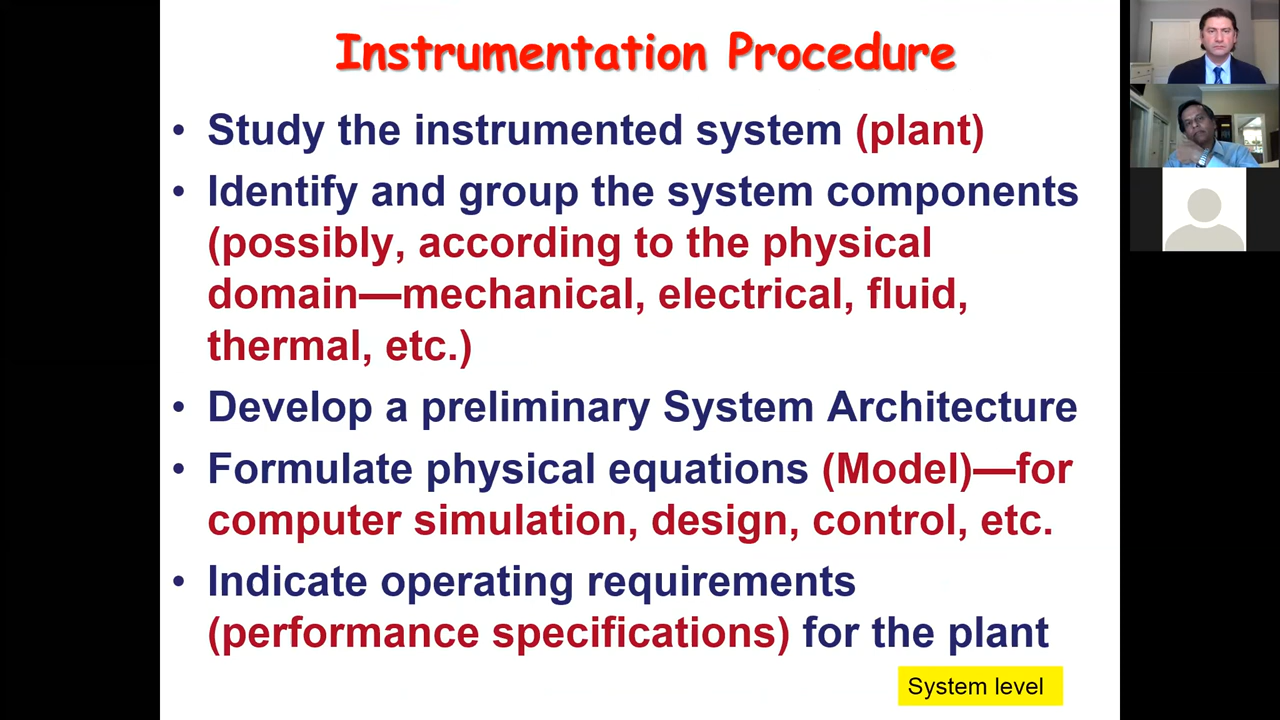 Instrumentation Procedure
• Study the instrumented system (plant)
• Identify and group the system components
(possibly, according to the physical
domain—mechanical, electrical, fluid,
thermal, etc.)
• Develop a preliminary System Architecture
• Formulate physical equations (Model)—for
computer simulation, design, control, etc.
• Indicate operating requirements
(performance specifications) for the plant
System level